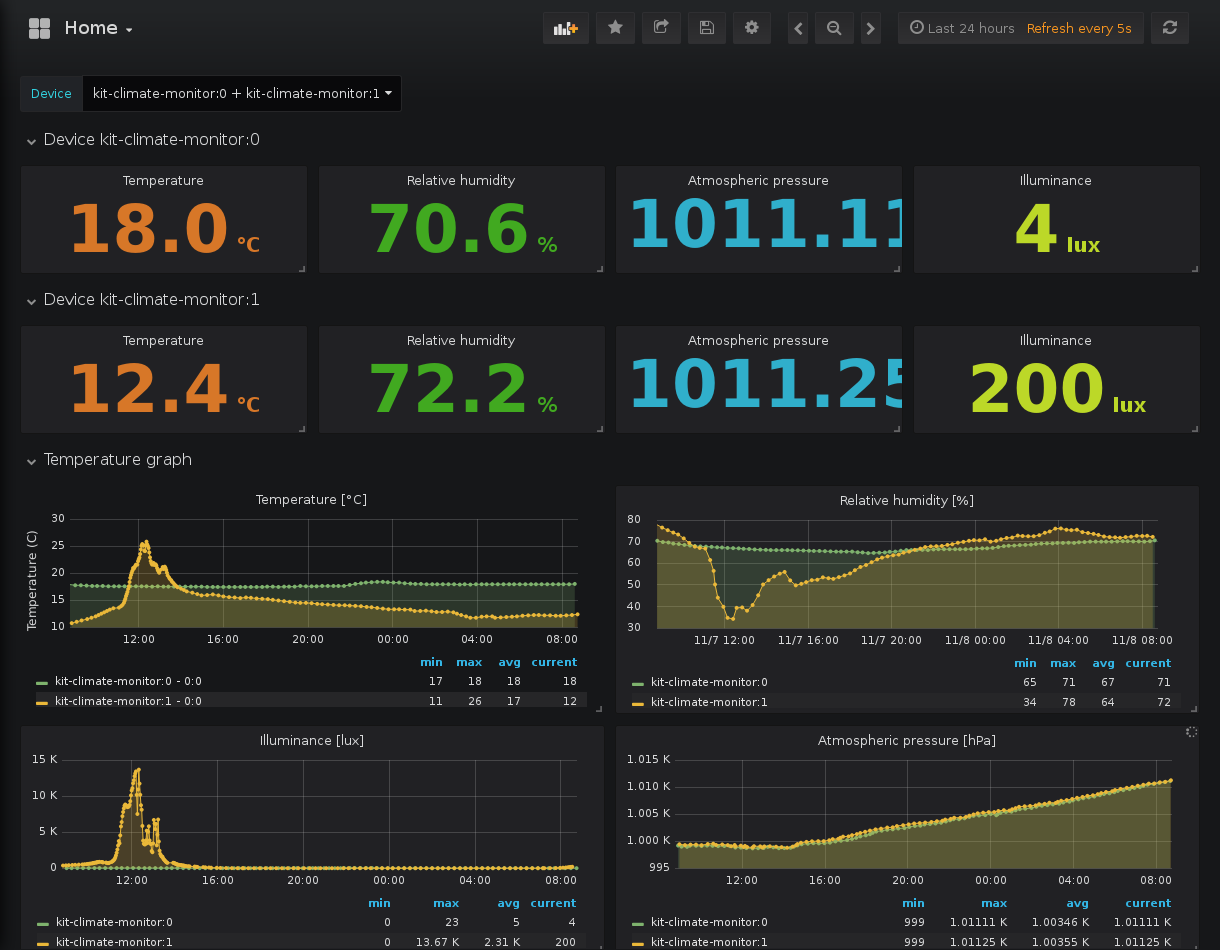 Home
Last 24 hours Refresh every 5s
Device kit-climate-monitor:0 + kit-climate-monitor:1
Device kit-climate-monitor:0
Temperature Relative humidity Atmospheric pressure Illuminance
18.0 °C 70.6 % 1011.11 4 lux
Device kit-climate-monitor:1
Temperature Relative humidity Atmospheric pressure Illuminance
12.4 °C 72.2 % 1011.25 200 lux
Temperature graph
Temperature [°C]
Temperature (C)
30
25
20
15
10
12:00 16:00 20:00 00:00 04:00 08:00
min max avg current
kit-climate-monitor:0 - 0:0 17 18 18 18
kit-climate-monitor:1 - 0:0 11 26 17 12
Relative humidity [%]
80
70
60
50
40
30
11/7 12:00 11/7 16:00 11/7 20:00 11/8 00:00 11/8 04:00 11/8 08:00
min max avg current
kit-climate-monitor:0 65 71 67 71
kit-climate-monitor:1 34 78 64 72
Illuminance [lux]
15 K
10 K
5 K
0
12:00 16:00 20:00 00:00 04:00 08:00
min max avg current
kit-climate-monitor:0 0 23 5 4
kit-climate-monitor:1 0 13.67 K 2.31 K 200
Atmospheric pressure [hPa]
1.015 K
1.010 K
1.005 K
1.000 K
995
12:00 16:00 20:00 00:00 04:00 08:00
min max avg current
kit-climate-monitor:0 999 1.01111 K 1.00346 K 1.01111 K
kit-climate-monitor:1 999 1.01125 K 1.00355 K 1.01125 K